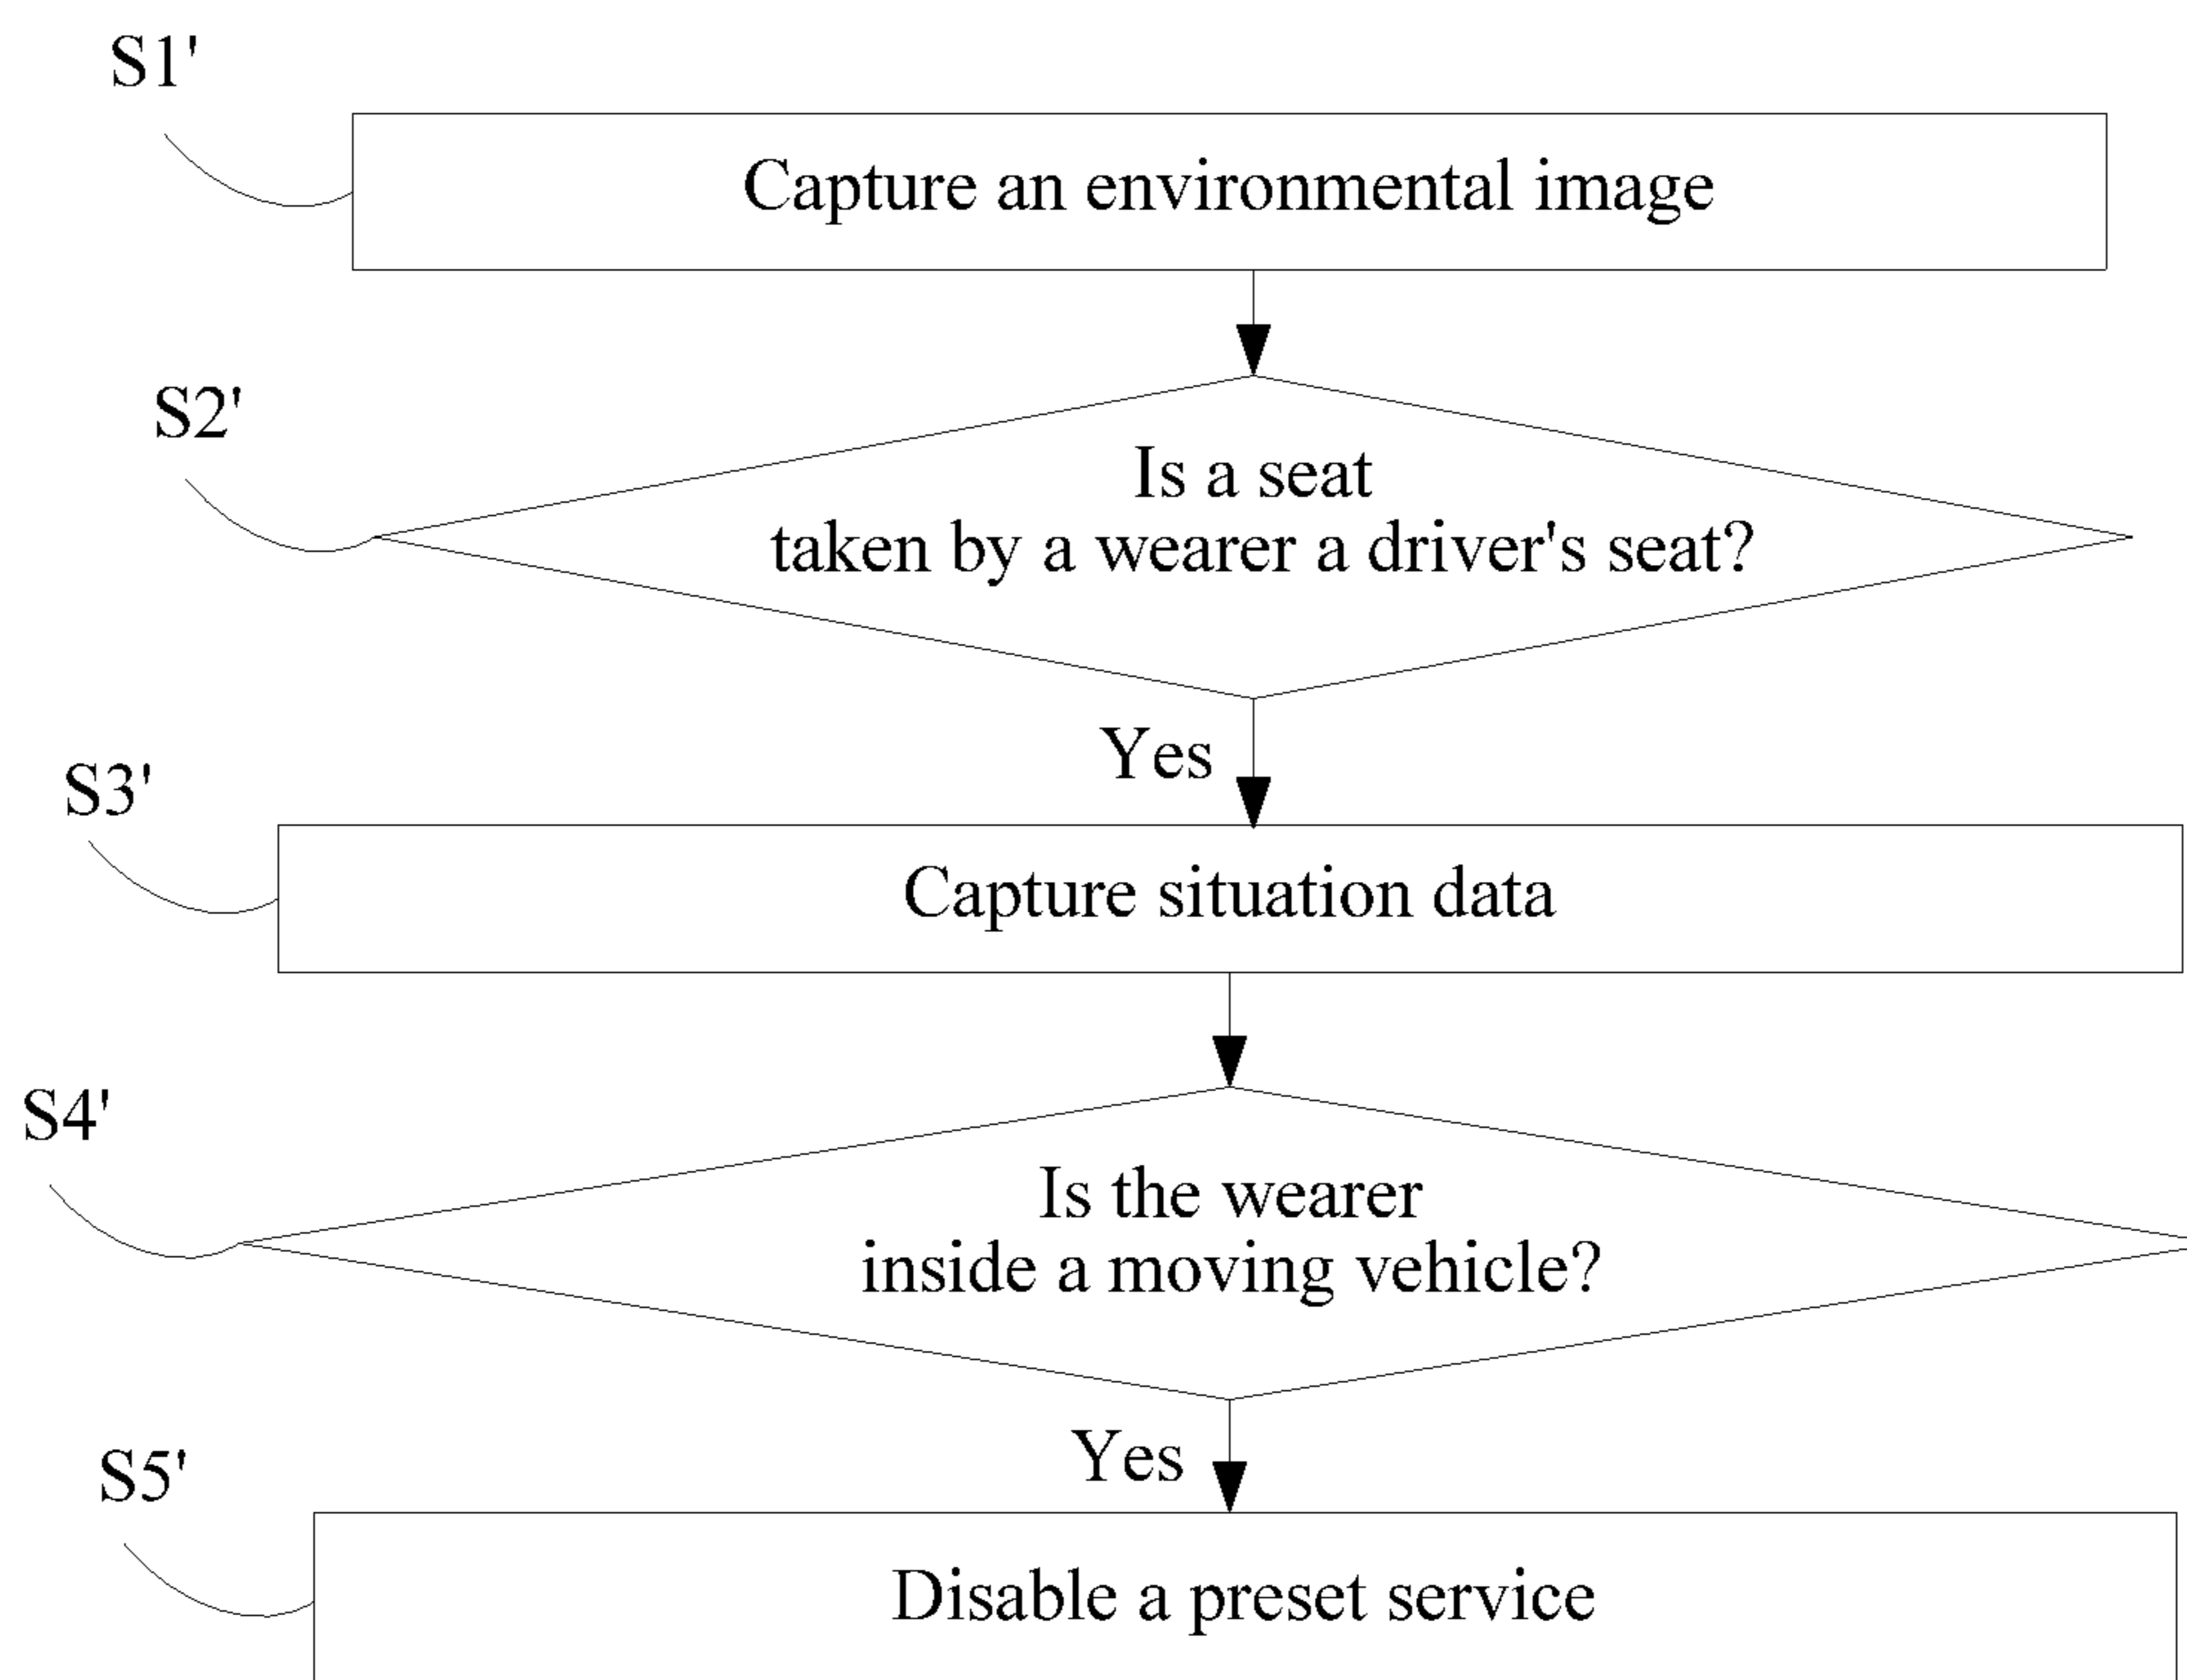 S1'
Capture an environmental image
S2'
Is a seat
taken by a wearer a driver's seat?
Yes
S3'
Capture situation data
S4'
Is the wearer
inside a moving vehicle?
Yes
S5'
Disable a preset service